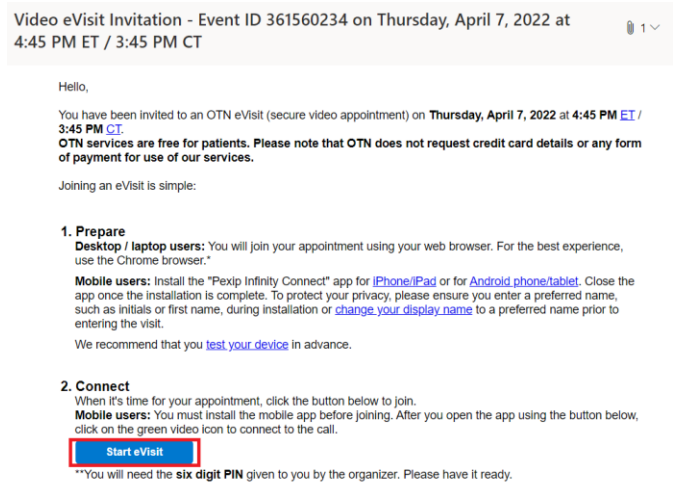 Video eVisit Invitation - Event ID 361560234 on Thursday, April 7, 2022 at
4:45 PM ET / 3:45 PM CT
1
Hello,
You have been invited to an OTN eVisit (secure video appointment) on Thursday, April 7, 2022 at 4:45 PM ET /
3:45 PM CT.
OTN services are free for patients. Please note that OTN does not request credit card details or any form
of payment for use of our services.
Joining an eVisit is simple:
1. Prepare
Desktop / laptop users: You will join your appointment using your web browser. For the best experience,
use the Chrome browser.*
Mobile users: Install the "Pexip Infinity Connect" app for iPhone/iPad or for Android phone/tablet. Close the
app once the installation is complete. To protect your privacy, please ensure you enter a preferred name,
such as initials or first name, during installation or change your display name to a preferred name prior to
entering the visit.
We recommend that you test your device in advance.
2. Connect
When it's time for your appointment, click the button below to join.
Mobile users: You must install the mobile app before joining. After you open the app using the button below,
click on the green video icon to connect to the call.
Start eVisit
**You will need the six digit PIN given to you by the organizer. Please have it ready.